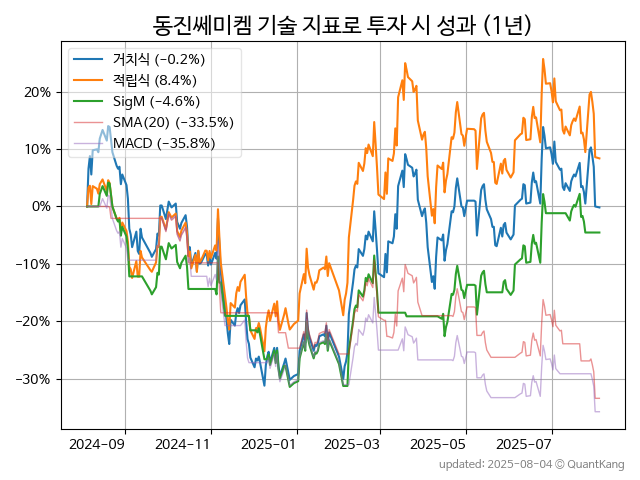 동진쎄미켐 기술 지표로 투자 시 성과 (1년)
거치식 (−0.2%)
적립식 (8.4%)
SigM (−4.6%)
SMA(20) (−33.5%)
MACD (−35.8%)
20%
10%
0%
−10%
−20%
−30%
2024-09 2024-11 2025-01 2025-03 2025-05 2025-07
updated: 2025-08-04 © QuantKang